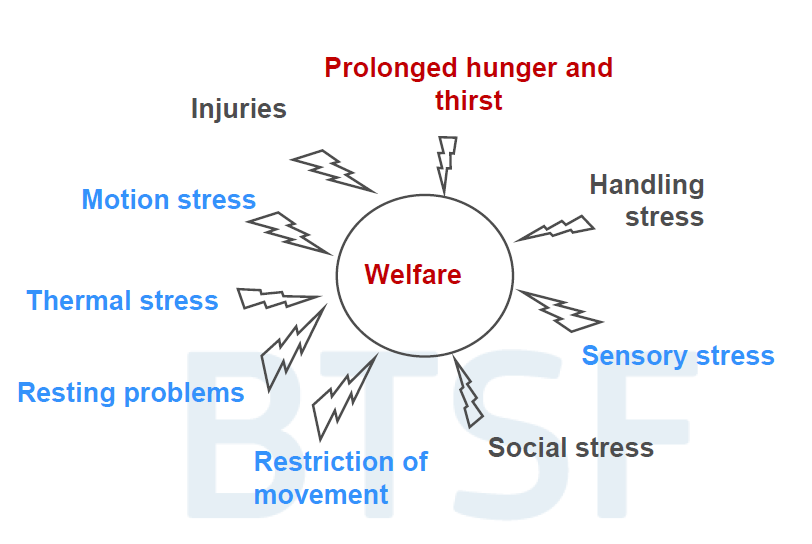 Prolonged hunger and
thirst
Injuries
Handling
stress
Motion stress
Welfare
Thermal stress
Sensory stress
Resting problems
Social stress
Restriction of
movement
BTSF